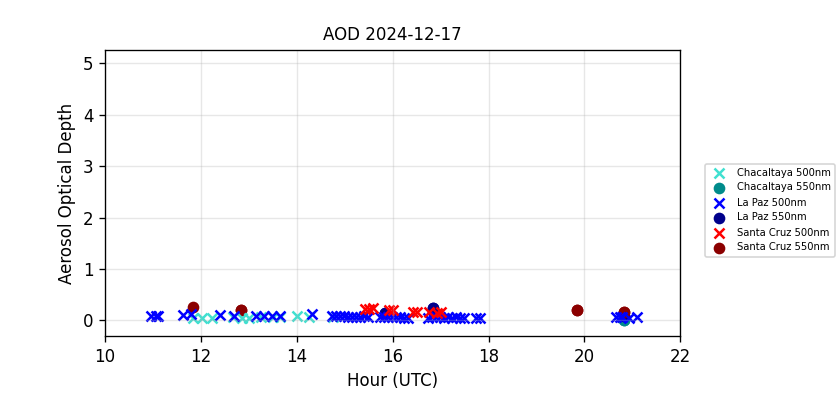 AOD 2024-12-17
Aerosol Optical Depth
5
4
3
2
1
0
10 12 14 16 18 20 22
Hour (UTC)
Chacaltaya 500nm
Chacaltaya 550nm
La Paz 500nm
La Paz 550nm
Santa Cruz 500nm
Santa Cruz 550nm